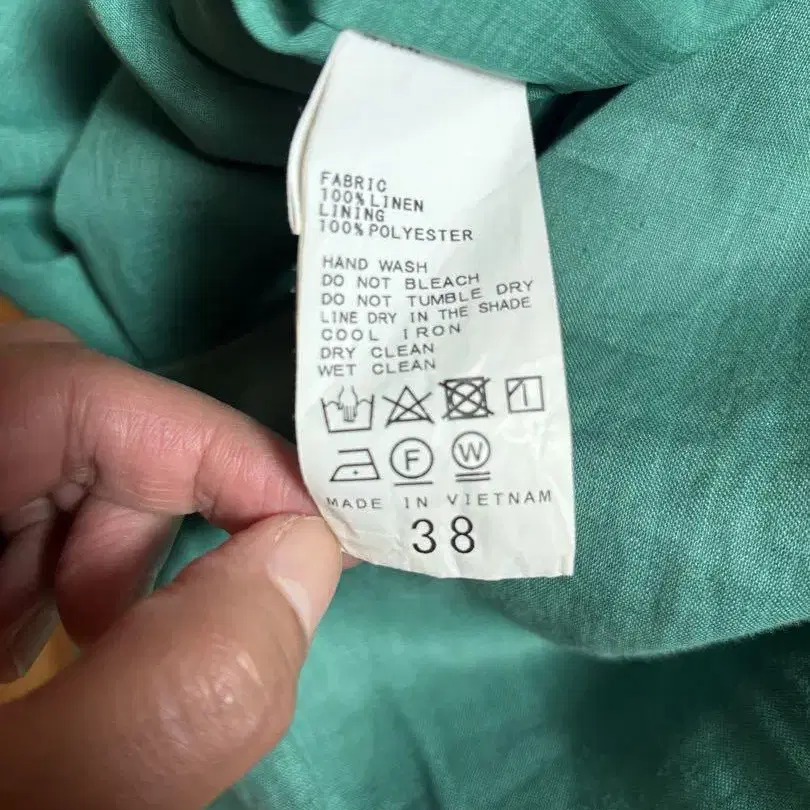 FABRIC
100% LINEN
LINING
100% POLYESTER
HAND WASH
DO NOT BLEACH
DO NOT TUMBLE DRY
LINE DRY IN THE SHADE
COOL IRON
DRY CLEAN
WET CLEAN
F W
MADE IN VIETNAM
38